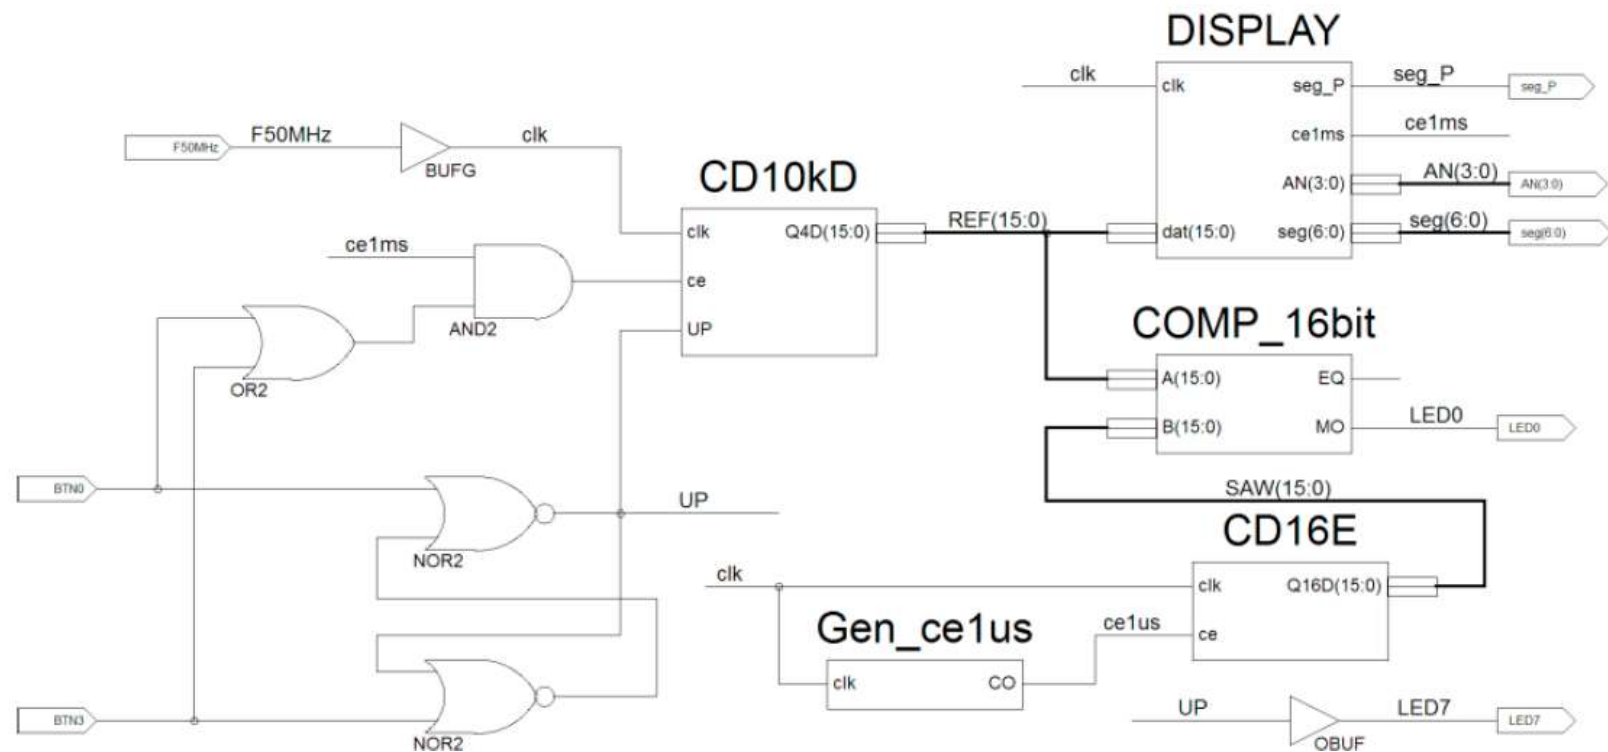 DISPLAY
clk
clk
seg_P
seg_P
seg_P
F50MHz
F50MHz
clk
BUFG
ce1ms
ce1ms
CD10kD
AN(3:0)
AN(3:0)
AN(3:0)
clk
Q4D(15:0)
REF(15:0)
dat(15:0)
seg(6:0)
seg(6:0)
seg(6:0)
ce1ms
ce
AND2
UP
COMP_16bit
OR2
A(15:0)
EQ
B(15:0)
MO
LED0
LED0
BTN0
UP
SAW(15:0)
NOR2
CD16E
clk
clk
Q16D(15:0)
Gen_ce1us
ce1us
ce
clk
CO
BTN3
NOR2
UP
OBUF
LED7
LED7